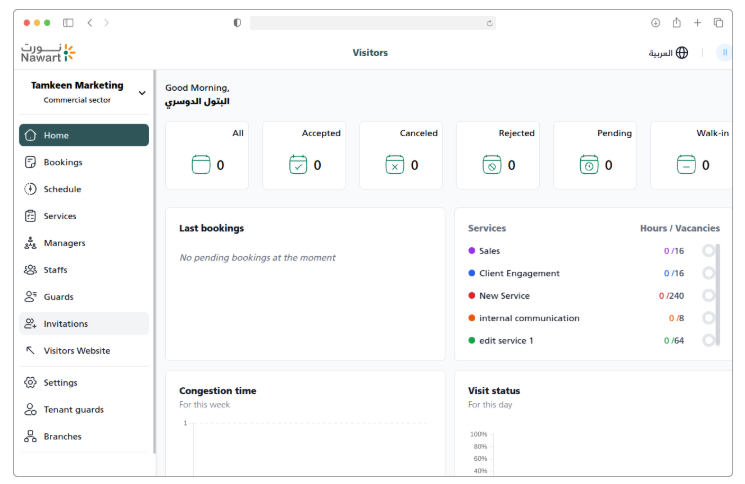 نـــورت
Nawart
Visitors
العربية
Tamkeen Marketing
Commercial sector
Home
Bookings
Schedule
Services
Managers
Staffs
Guards
Invitations
Visitors Website
Settings
Tenant guards
Branches
Good Morning,
البتول الدوسري
All
0
Accepted
0
Canceled
0
Rejected
0
Pending
0
Walk-in
0
Last bookings
No pending bookings at the moment
Services Hours / Vacancies
Sales 0 /16
Client Engagement 0 /16
New Service 0 /240
internal communication 0 /8
edit service 1 0 /64
Congestion time
For this week
1
Visit status
For this day
100%
80%
60%
40%